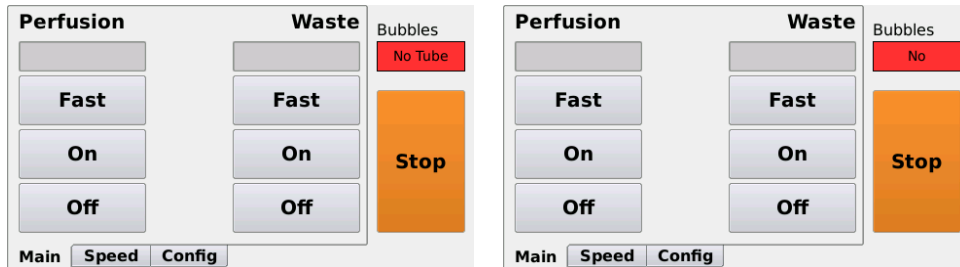 Perfusion Waste Bubbles
No Tube
Fast Fast
On On Stop
Off Off
Main Speed Config
Perfusion Waste Bubbles
No
Fast Fast
On On Stop
Off Off
Main Speed Config